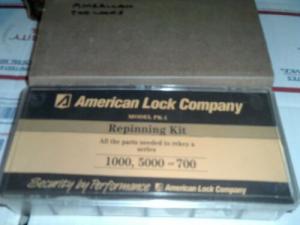 AMERICAN
American Lock Company
MODEL PK-1
Repinning Kit
All the parts needed to rekey a
series
1000, 5000 = 700
Security by Performance American Lock Company